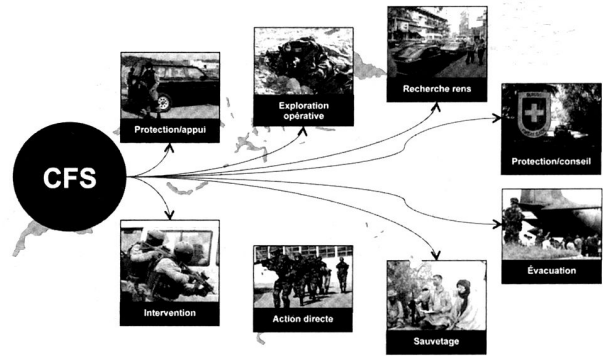 CFS
Protection/appui
Exploration
opérative
Recherche rens
Protection/conseil
Intervention
Action directe
Sauvetage
Évacuation